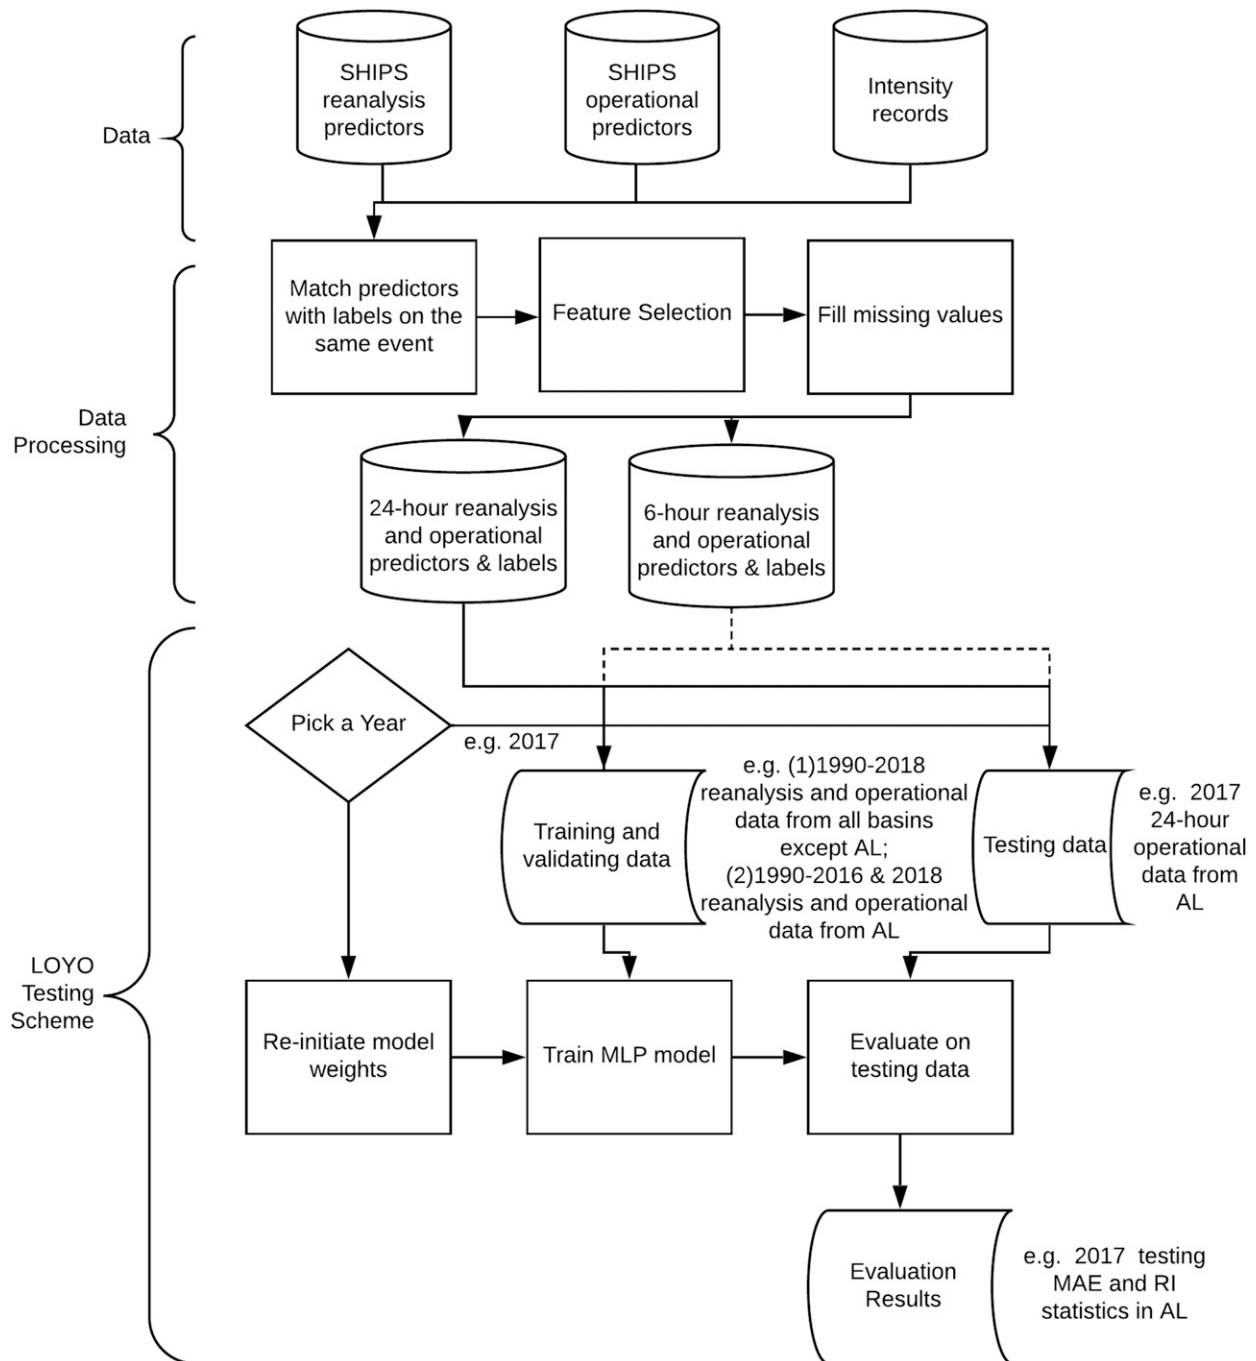 SHIPS
reanalysis
predictors
SHIPS
operational
predictors
Intensity
records
Data
Match predictors
with labels on the
same event
Feature Selection
Fill missing values
Data
Processing
24-hour reanalysis
and operational
predictors & labels
6-hour reanalysis
and operational
predictors & labels
Pick a Year
e.g. 2017
Training and
validating data
e.g. (1)1990-2018
reanalysis and operational
data from all basins
except AL;
(2)1990-2016 & 2018
reanalysis and operational
data from AL
Testing data
e.g. 2017
24-hour
operational
data from
AL
LOYO
Testing
Scheme
Re-initiate model
weights
Train MLP model
Evaluate on
testing data
Evaluation
Results
e.g. 2017 testing
MAE and RI
statistics in AL